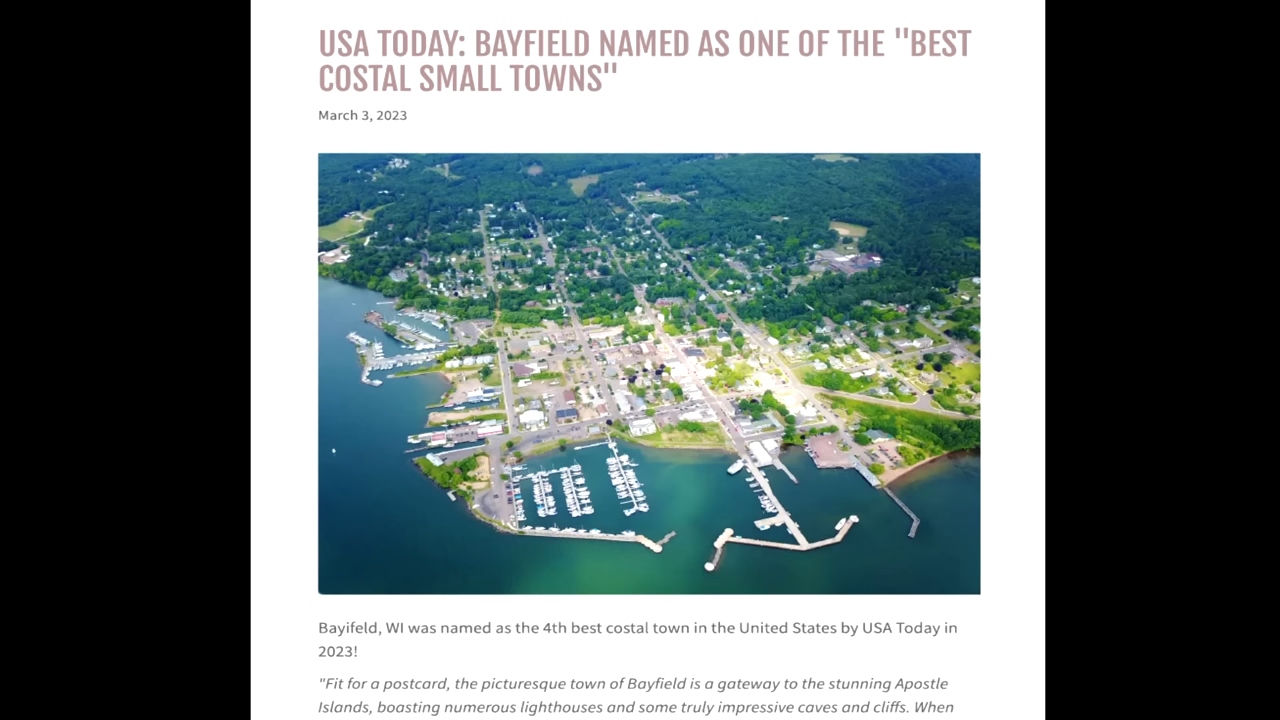 USA TODAY: BAYFIELD NAMED AS ONE OF THE "BEST
COSTAL SMALL TOWNS"
March 3, 2023
Bayifeld, WI was named as the 4th best costal town in the United States by USA Today in
2023!
"Fit for a postcard, the picturesque town of Bayfield is a gateway to the stunning Apostle
Islands, boasting numerous lighthouses and some truly impressive caves and cliffs. When